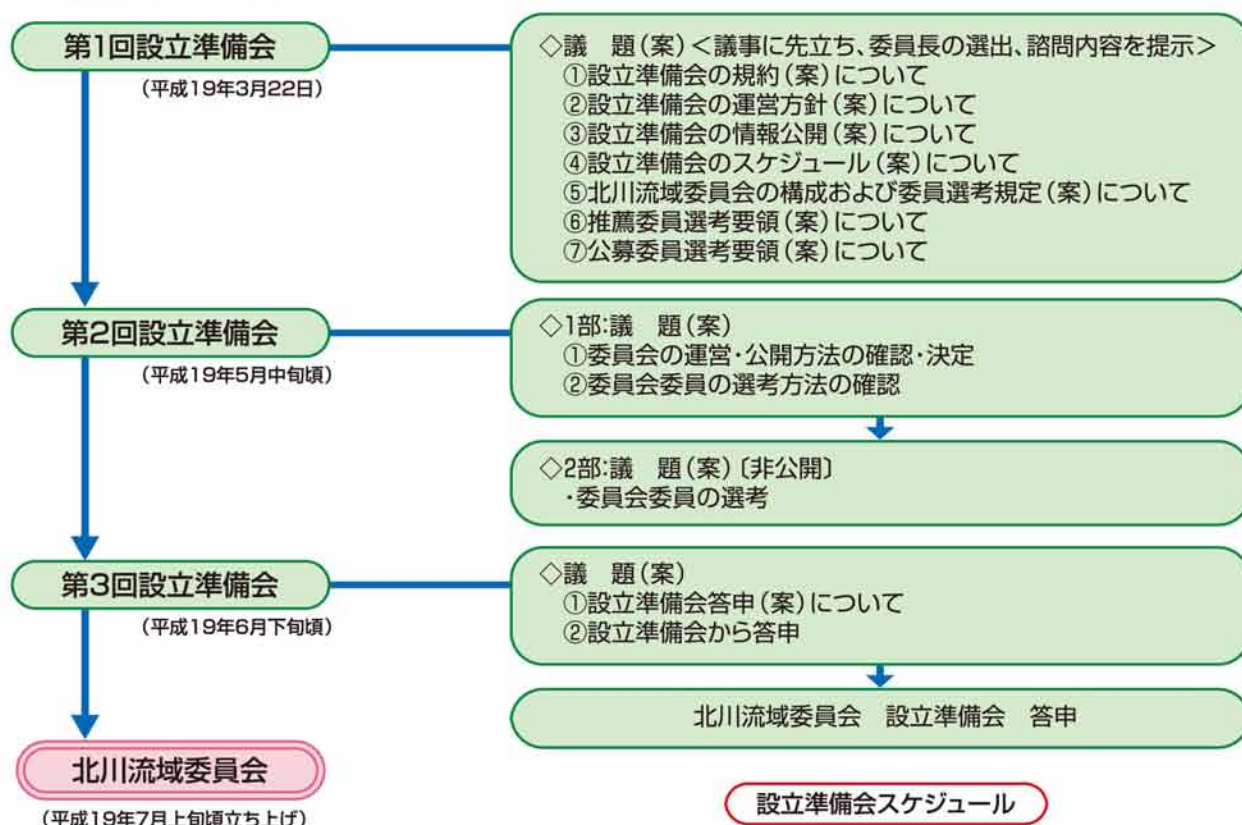 第1回設立準備会
(平成19年3月22日)
◇議　題(案)<議事に先立ち、委員長の選出、諮問内容を提示>
①設立準備会の規約(案)について
②設立準備会の運営方針(案)について
③設立準備会の情報公開(案)について
④設立準備会のスケジュール(案)について
⑤北川流域委員会の構成および委員選考規定(案)について
⑥推薦委員選考要領(案)について
⑦公募委員選考要領(案)について
第2回設立準備会
(平成19年5月中旬頃)
◇1部:議　題(案)
①委員会の運営・公開方法の確認・決定
②委員会委員の選考方法の確認
◇2部:議　題(案)〔非公開〕
・委員会委員の選考
第3回設立準備会
(平成19年6月下旬頃)
◇議　題(案)
①設立準備会答申(案)について
②設立準備会から答申
北川流域委員会　設立準備会　答申
北川流域委員会
(平成19年7月上旬頃立ち上げ)
設立準備会スケジュール